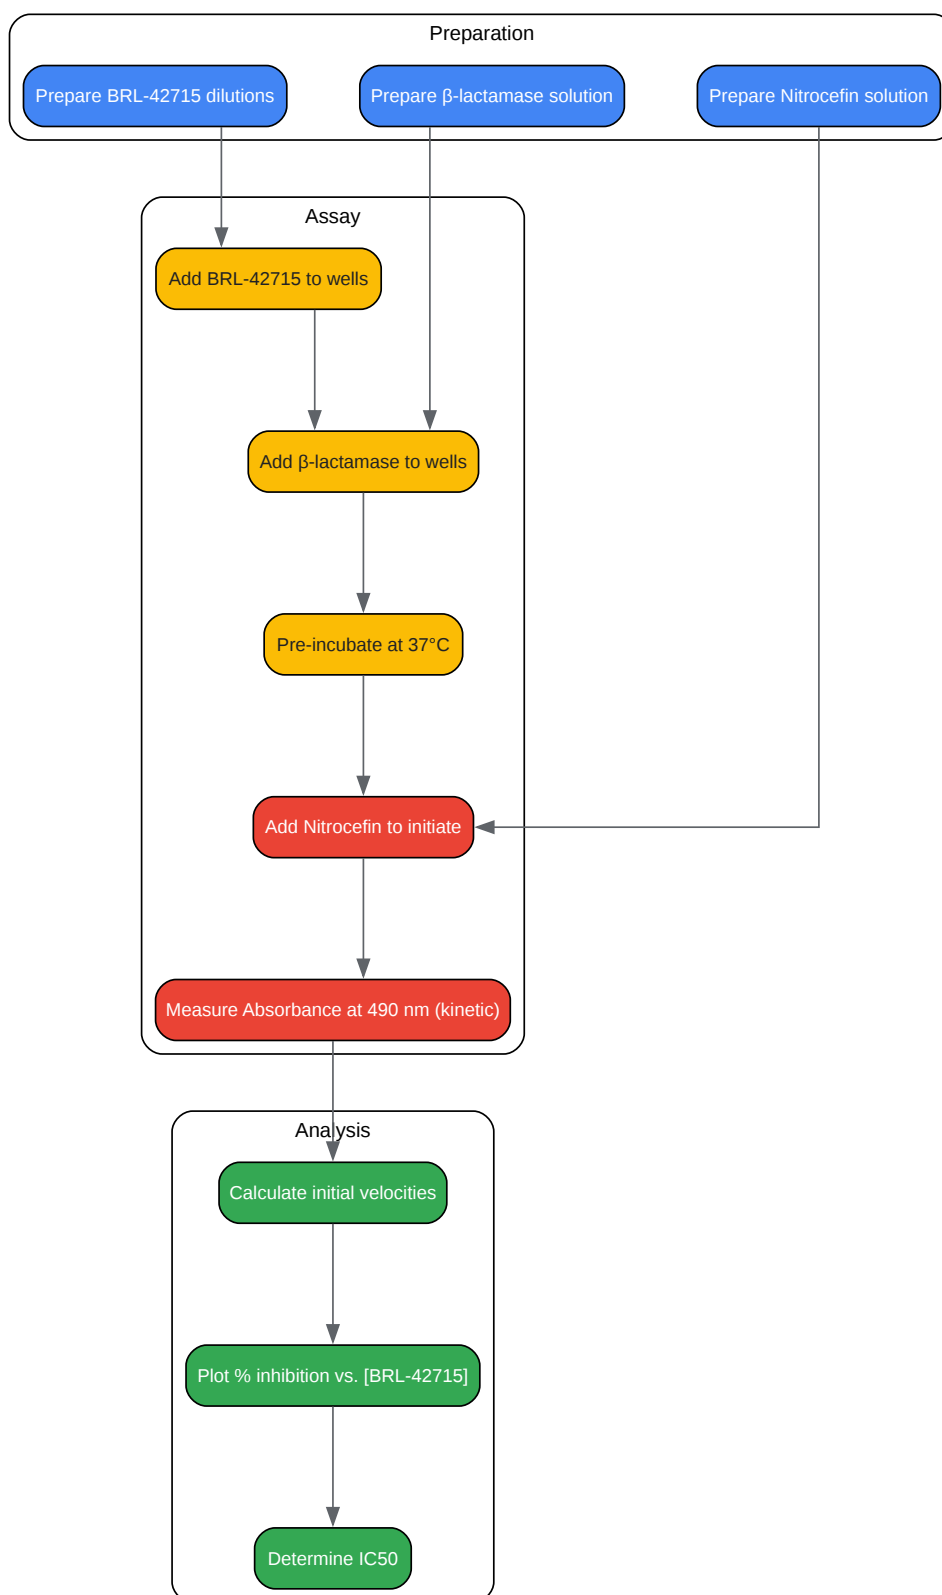 Preparation
Prepare BRL-42715 dilutions
Prepare β-lactamase solution
Prepare Nitrocefin solution
Assay
Add BRL-42715 to wells
Add β-lactamase to wells
Pre-incubate at 37°C
Add Nitrocefin to initiate
Measure Absorbance at 490 nm (kinetic)
Analysis
Calculate initial velocities
Plot % inhibition vs. [BRL-42715]
Determine IC50